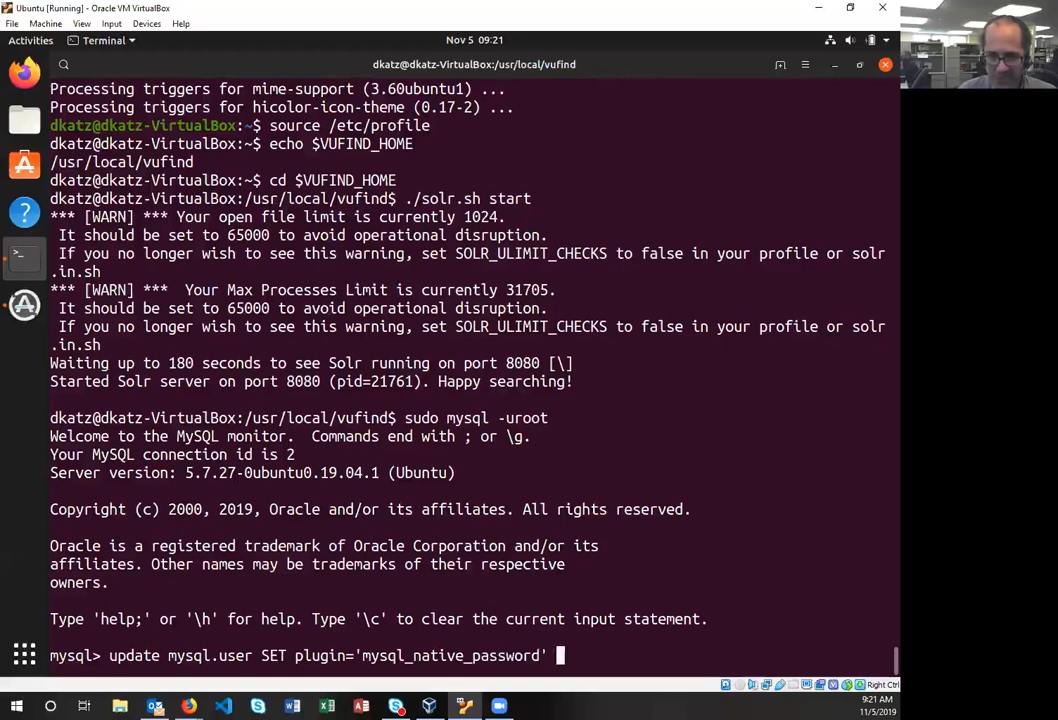 Ubuntu [Running] - Oracle VM VirtualBox
File Machine View Input Devices Help
Activities Terminal Nov 5 09:21
dkatz@dkatz-VirtualBox:/usr/local/vufind
Processing triggers for mime-support (3.60ubuntu1) ...
Processing triggers for hicolor-icon-theme (0.17-2) ...
dkatz@dkatz-VirtualBox:~$ source /etc/profile
dkatz@dkatz-VirtualBox:~$ echo $VUFIND_HOME
/usr/local/vufind
dkatz@dkatz-VirtualBox:~$ cd $VUFIND_HOME
dkatz@dkatz-VirtualBox:/usr/local/vufind$ ./solr.sh start
*** [WARN] *** Your open file limit is currently 1024.
It should be set to 65000 to avoid operational disruption.
If you no longer wish to see this warning, set SOLR_ULIMIT_CHECKS to false in your profile or solr
.in.sh
*** [WARN] *** Your Max Processes Limit is currently 31705.
It should be set to 65000 to avoid operational disruption.
If you no longer wish to see this warning, set SOLR_ULIMIT_CHECKS to false in your profile or solr
.in.sh
Waiting up to 180 seconds to see Solr running on port 8080 [\]
Started Solr server on port 8080 (pid=21761). Happy searching!
dkatz@dkatz-VirtualBox:/usr/local/vufind$ sudo mysql -uroot
Welcome to the MySQL monitor. Commands end with ; or \g.
Your MySQL connection id is 2
Server version: 5.7.27-0ubuntu0.19.04.1 (Ubuntu)
Copyright (c) 2000, 2019, Oracle and/or its affiliates. All rights reserved.
Oracle is a registered trademark of Oracle Corporation and/or its
affiliates. Other names may be trademarks of their respective
owners.
Type 'help;' or '\h' for help. Type '\c' to clear the current input statement.
mysql> update mysql.user SET plugin='mysql_native_password'
Right Ctrl
9:21 AM
11/5/2019